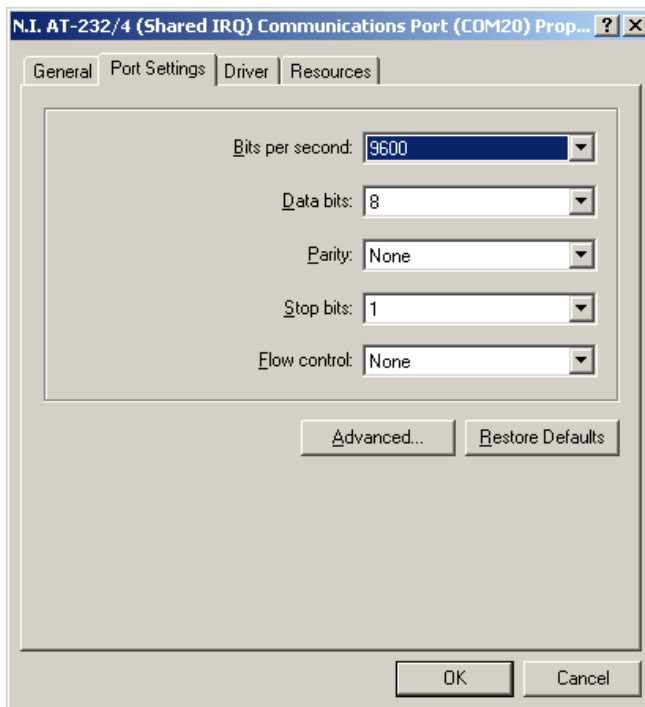 N.I. AT-232/4 (Shared IRQ) Communications Port (COM20) Prop... ? X
General Port Settings Driver Resources
Bits per second: 9600
Data bits: 8
Parity: None
Stop bits: 1
Flow control: None
Advanced... Restore Defaults
OK Cancel